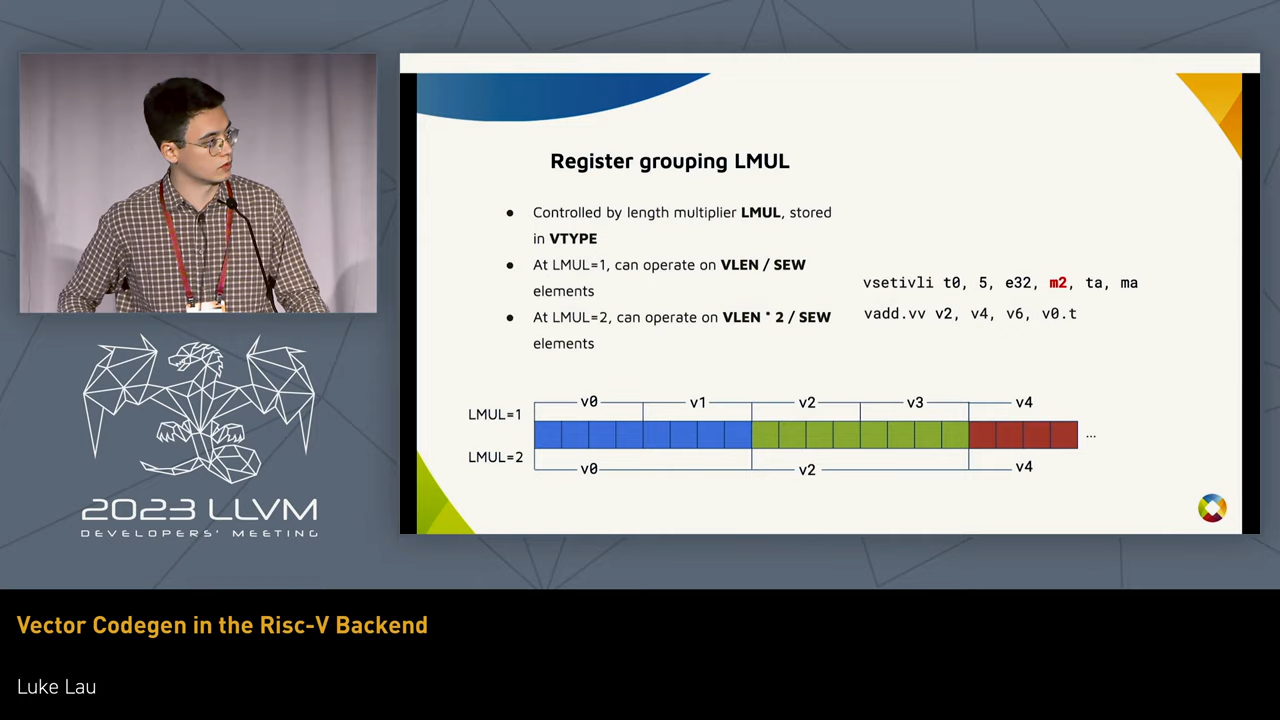 Register grouping LMUL
● Controlled by length multiplier LMUL, stored
in VTYPE
● At LMUL=1, can operate on VLEN / SEW
elements
● At LMUL=2, can operate on VLEN * 2 / SEW
elements
vsetivli t0, 5, e32, m2, ta, ma
vadd.vv v2, v4, v6, v0.t
v0 v1 v2 v3 v4
LMUL=1
...
LMUL=2
v0 v2 v4
2023 LLVM
DEVELOPERS' MEETING
Vector Codegen in the Risc-V Backend
Luke Lau